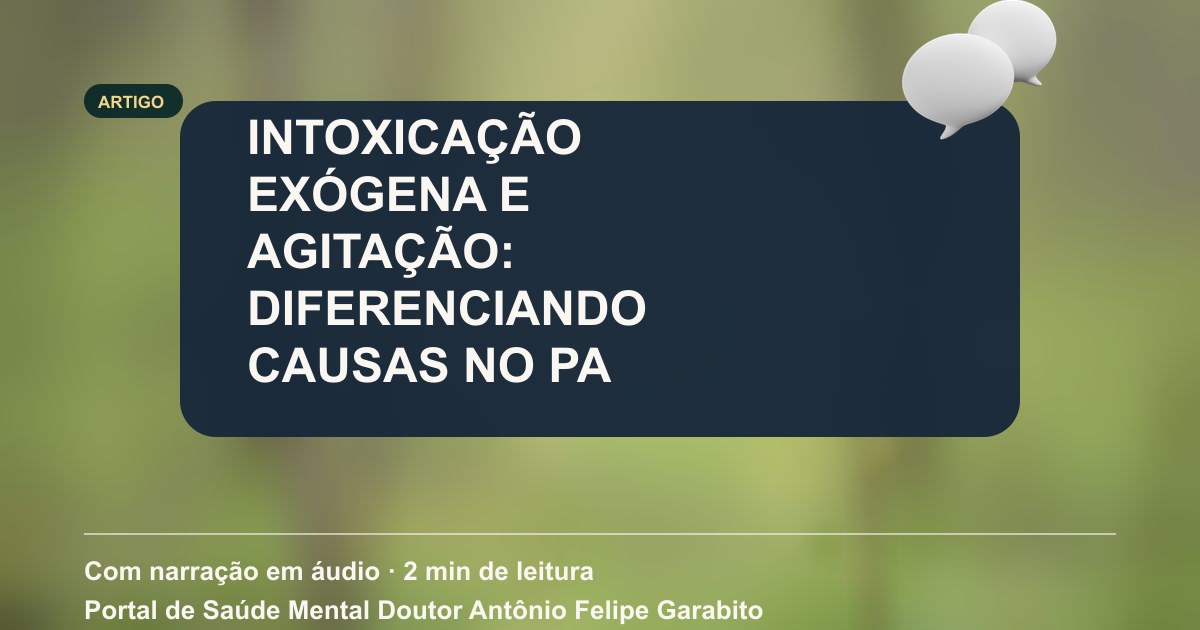 ARTIGO
INTOXICAÇÃO
EXÓGENA E
AGITAÇÃO:
DIFERENCIANDO
CAUSAS NO PA
Com narração em áudio · 2 min de leitura
Portal de Saúde Mental Doutor Antônio Felipe Garabito